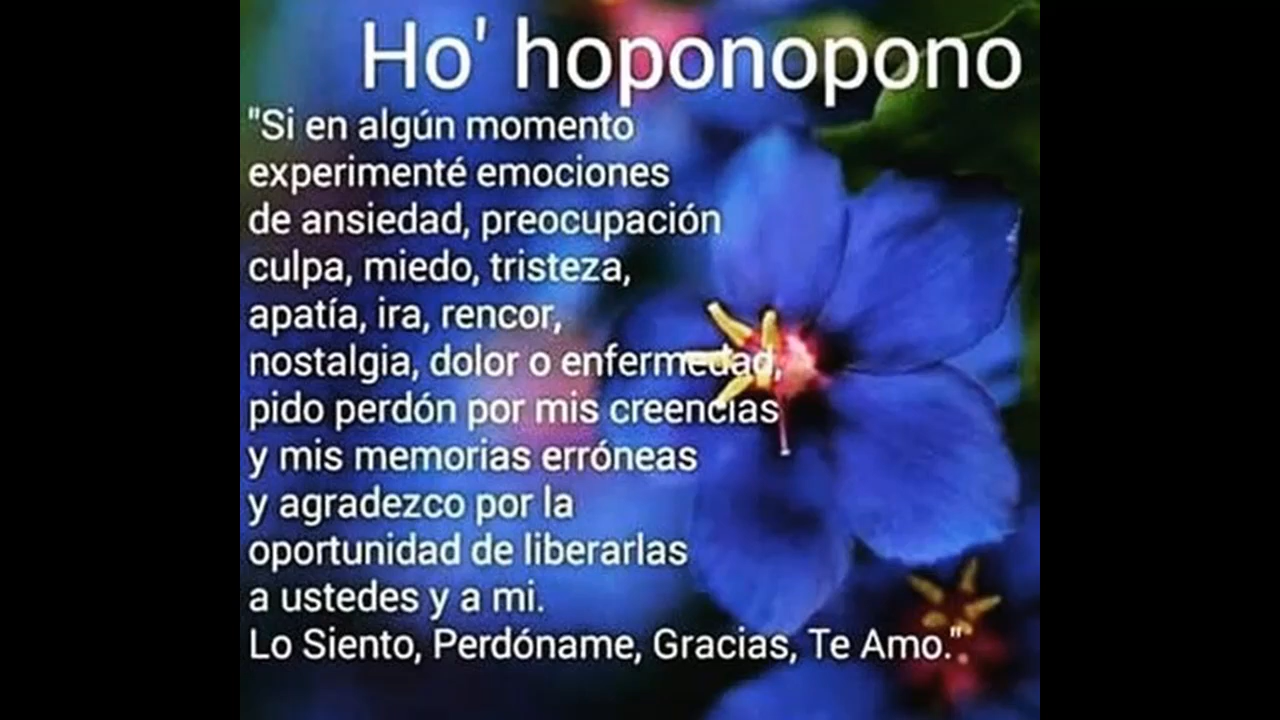 Ho' hoponopono
"Si en algún momento
experimenté emociones
de ansiedad, preocupación
culpa, miedo, tristeza,
apatía, ira, rencor,
nostalgia, dolor o enfermedad,
pido perdón por mis creencias
y mis memorias erróneas
y agradezco por la
oportunidad de liberarlas
a ustedes y a mi.
Lo Siento, Perdóname, Gracias, Te Amo.".